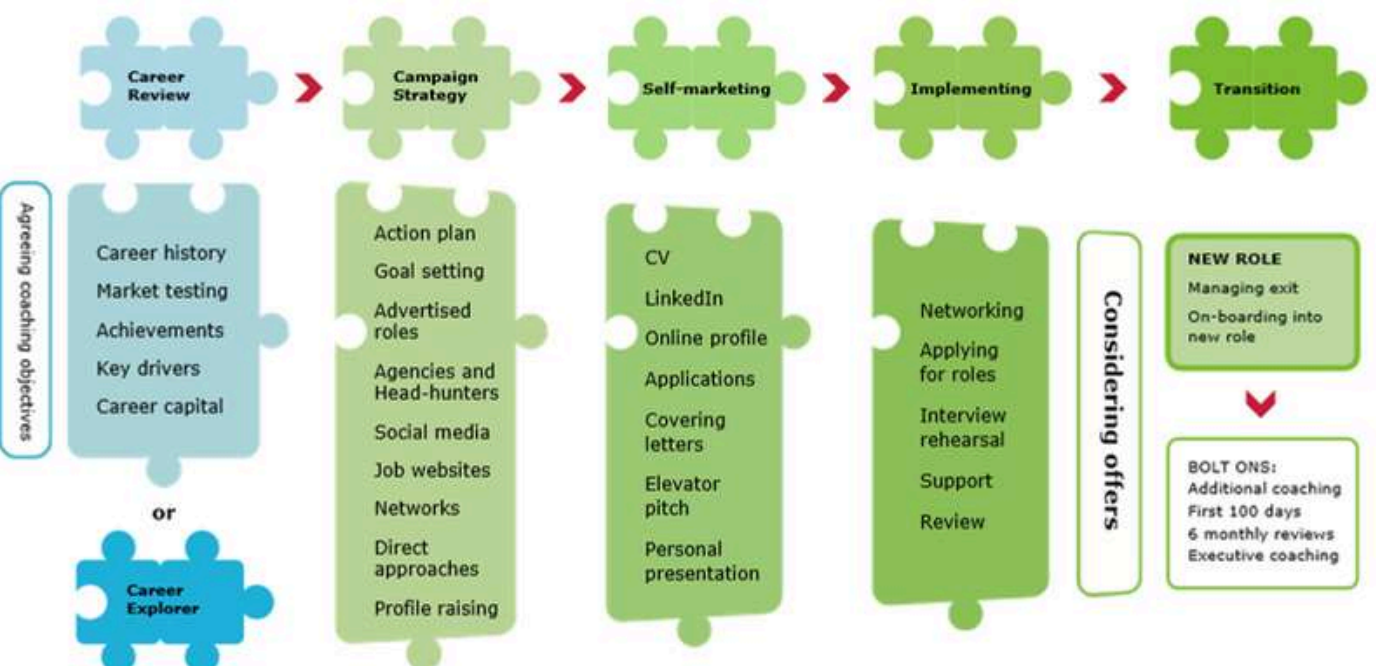 Career
Review
Campaign
Strategy
Self-marketing
Implementing
Transition
Agreeing coaching objectives
Career history
Market testing
Achievements
Key drivers
Career capital
or
Career
Explorer
Action plan
Goal setting
Advertised
roles
Agencies and
Head-hunters
Social media
Job websites
Networks
Direct
approaches
Profile raising
CV
LinkedIn
Online profile
Applications
Covering
letters
Elevator
pitch
Personal
presentation
Networking
Applying
for roles
Interview
rehearsal
Support
Review
Considering offers
NEW ROLE
Managing exit
On-boarding into
new role
BOLT ONS:
Additional coaching
First 100 days
6 monthly reviews
Executive coaching